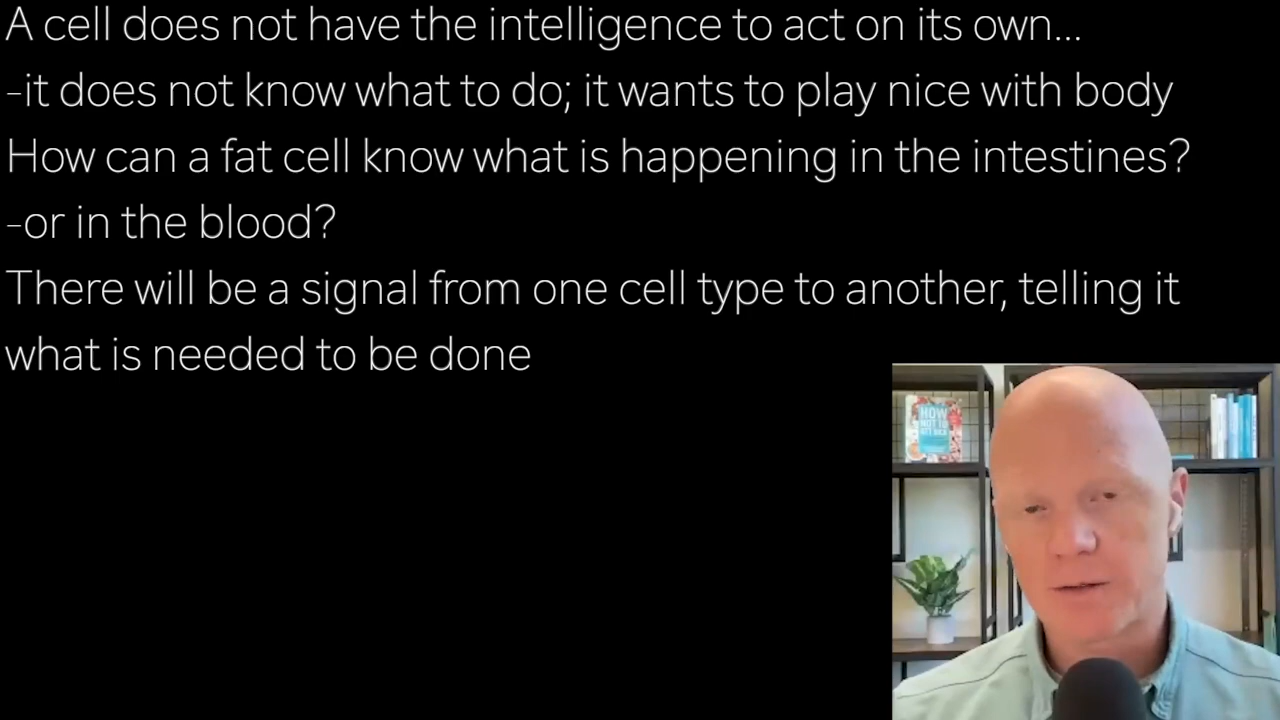 A cell does not have the intelligence to act on its own...
-it does not know what to do; it wants to play nice with body
How can a fat cell know what is happening in the intestines?
-or in the blood?
There will be a signal from one cell type to another, telling it
what is needed to be done
HOW
NOT TO